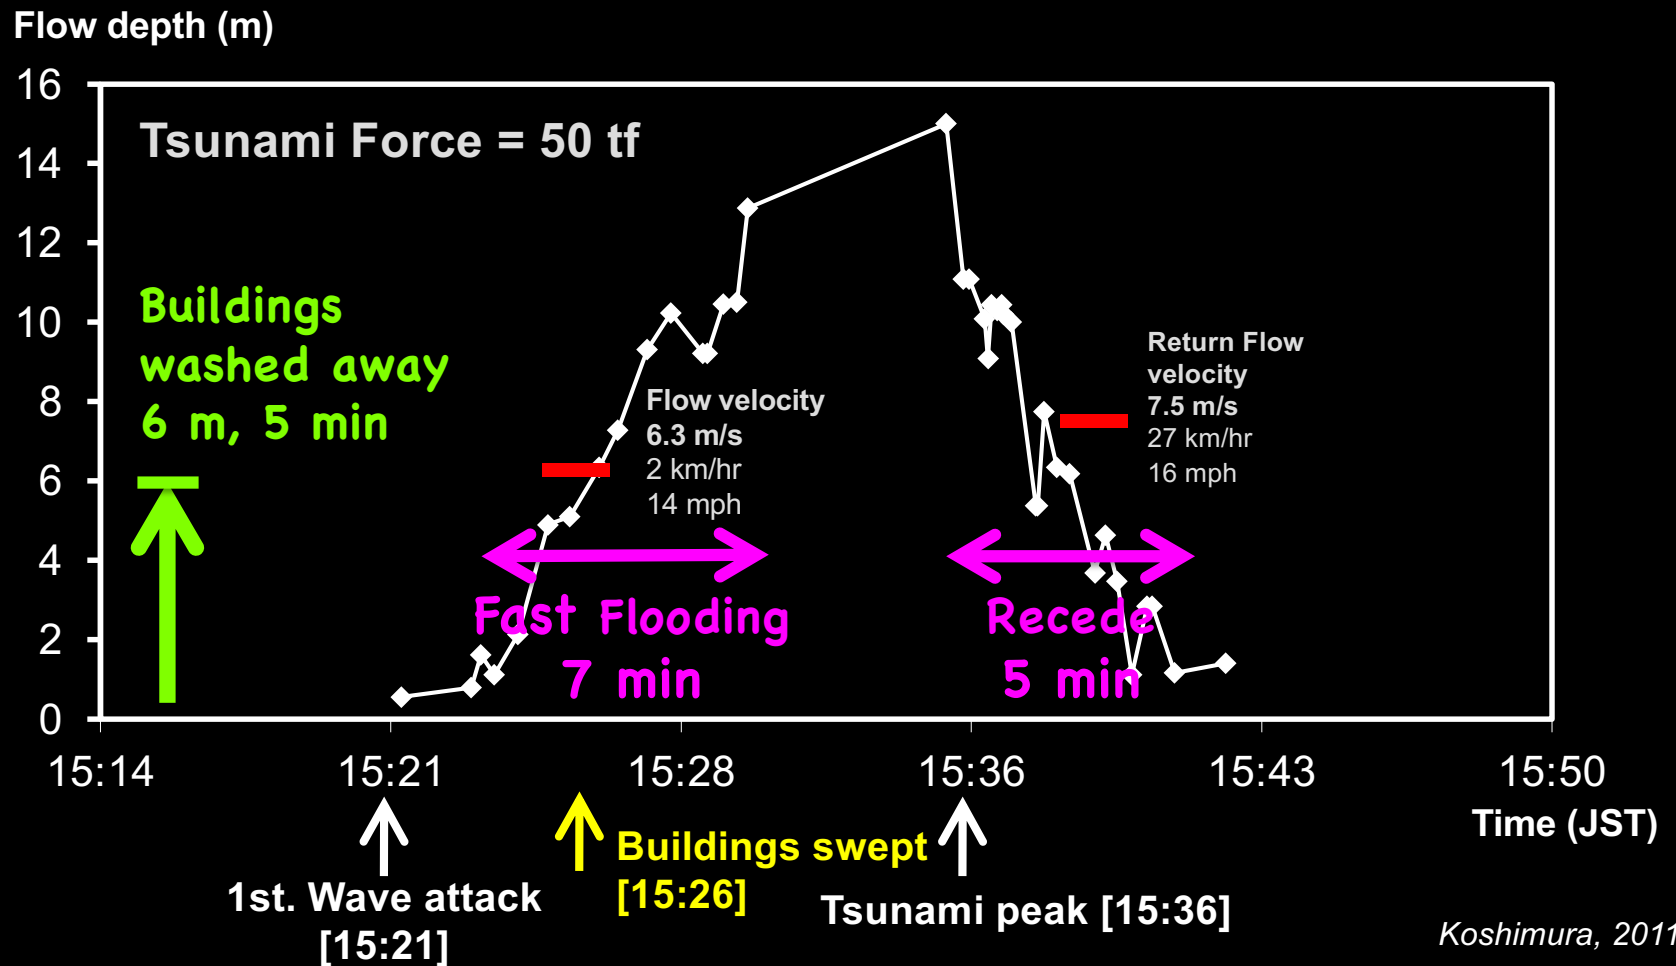 Flow depth (m)
16
14
12
10
8
6
4
2
0
Tsunami Force = 50 tf
Buildings
washed away
6 m, 5 min
Flow velocity
6.3 m/s
2 km/hr
14 mph
Return Flow
velocity
7.5 m/s
27 km/hr
16 mph
Fast Flooding
7 min
Recede
5 min
15:14
15:21
15:28
15:36
15:43
15:50
Time (JST)
1st. Wave attack
[15:21]
Buildings swept
[15:26]
Tsunami peak [15:36]
Koshimura, 2011